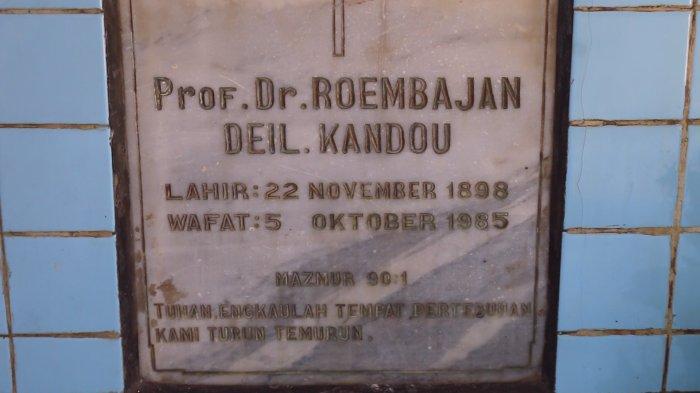 Prof. Dr. ROEMBAJAN
DEIL. KANDOU
LAHIR: 22 NOVEMBER 1898
WAFAT: 5 OKTOBER 1985
MAZMUR 90:1
TUHAN, ENGKAULAH TEMPAT PERTEDUHAN
KAMI TURUN TEMURUN.